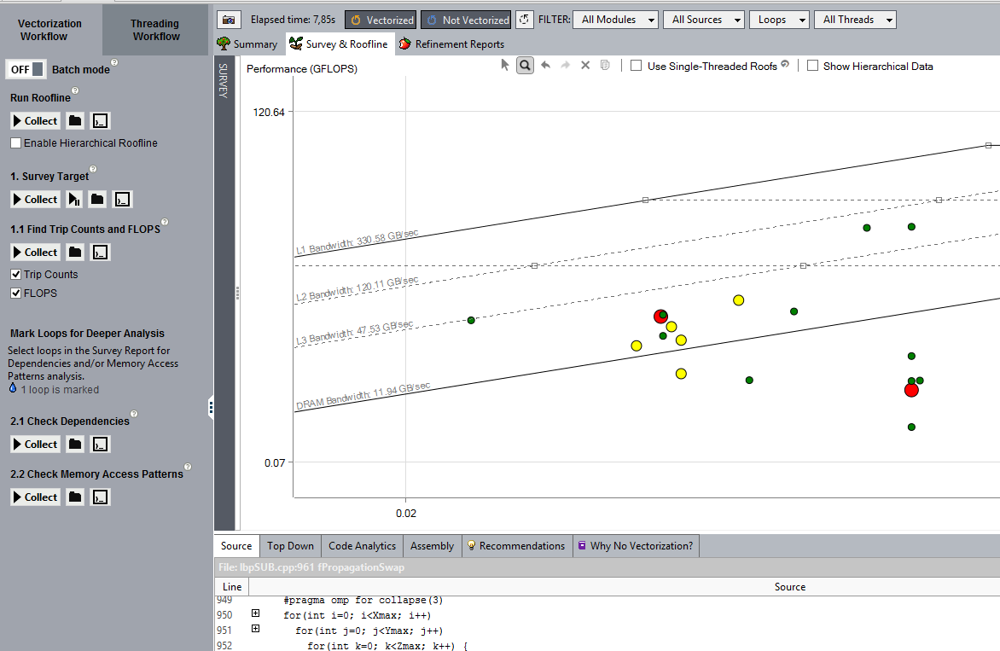 Vectorization Workflow
Threading Workflow
OFF Batch mode ?
Run Roofline ?
Collect
Enable Hierarchical Roofline
1. Survey Target ?
Collect
1.1 Find Trip Counts and FLOPS ?
Collect
Trip Counts
FLOPS
Mark Loops for Deeper Analysis
Select loops in the Survey Report for
Dependencies and/or Memory Access
Patterns analysis.
1 loop is marked
2.1 Check Dependencies ?
Collect
2.2 Check Memory Access Patterns ?
Collect
Elapsed time: 7,85s Vectorized Not Vectorized FILTER: All Modules All Sources Loops All Threads
Summary Survey & Roofline Refinement Reports
SURVEY
Performance (GFLOPS)
Use Single-Threaded Roofs Show Hierarchical Data
120.64
L1 Bandwidth: 330.58 GB/sec
L2 Bandwidth: 120.11 GB/sec
L3 Bandwidth: 47.53 GB/sec
DRAM Bandwidth: 11.94 GB/sec
0.07
0.02
Source Top Down Code Analytics Assembly Recommendations Why No Vectorization?
File: lbpSUB.cpp:961 fPropagationSwap
Line Source
949 #pragma omp for collapse(3)
950 for(int i=0; i<Xmax; i++)
951 for(int j=0; j<Ymax; j++)
952 for(int k=0; k<Zmax; k++) {